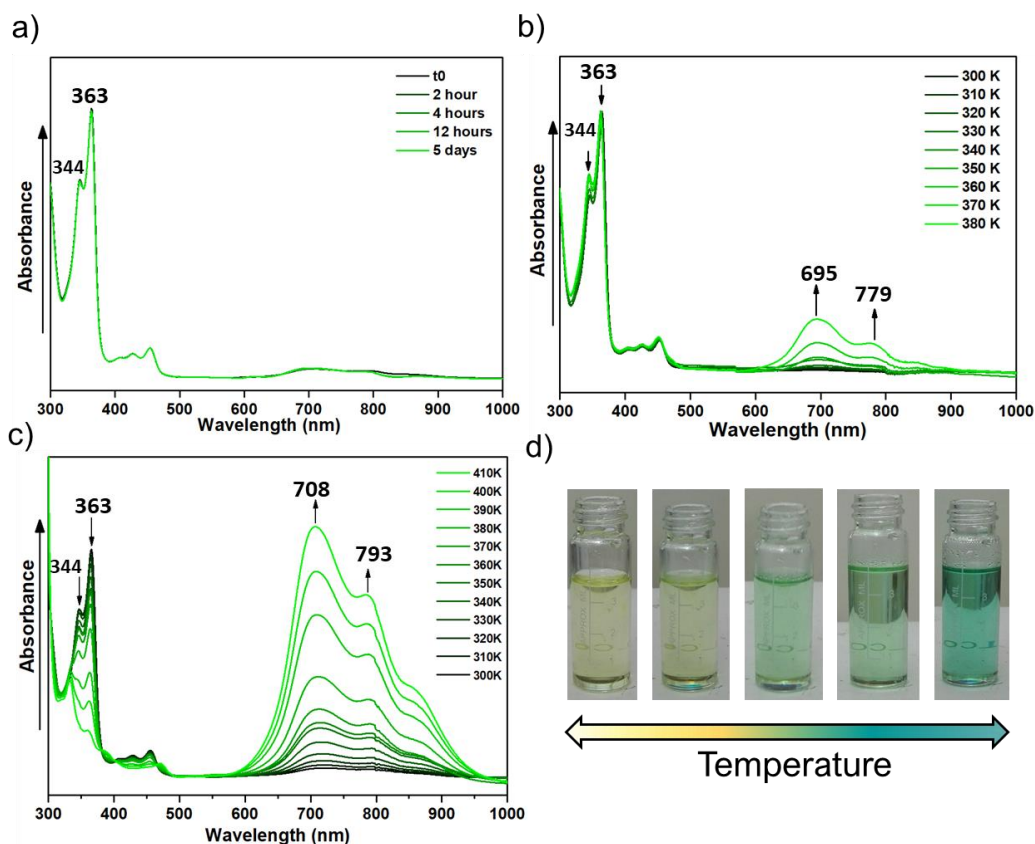 a)
363
344
t0
2 hour
4 hours
12 hours
5 days
Absorbance
300 400 500 600 700 800 900 1000
Wavelength (nm)
b)
363
344
695
779
300 K
310 K
320 K
330 K
340 K
350 K
360 K
370 K
380 K
Absorbance
300 400 500 600 700 800 900 1000
Wavelength (nm)
c)
363
344
708
793
410K
400K
390K
380K
370K
360K
350K
340K
330K
320K
310K
300K
Absorbance
300 400 500 600 700 800 900 1000
Wavelength (nm)
d)
Temperature